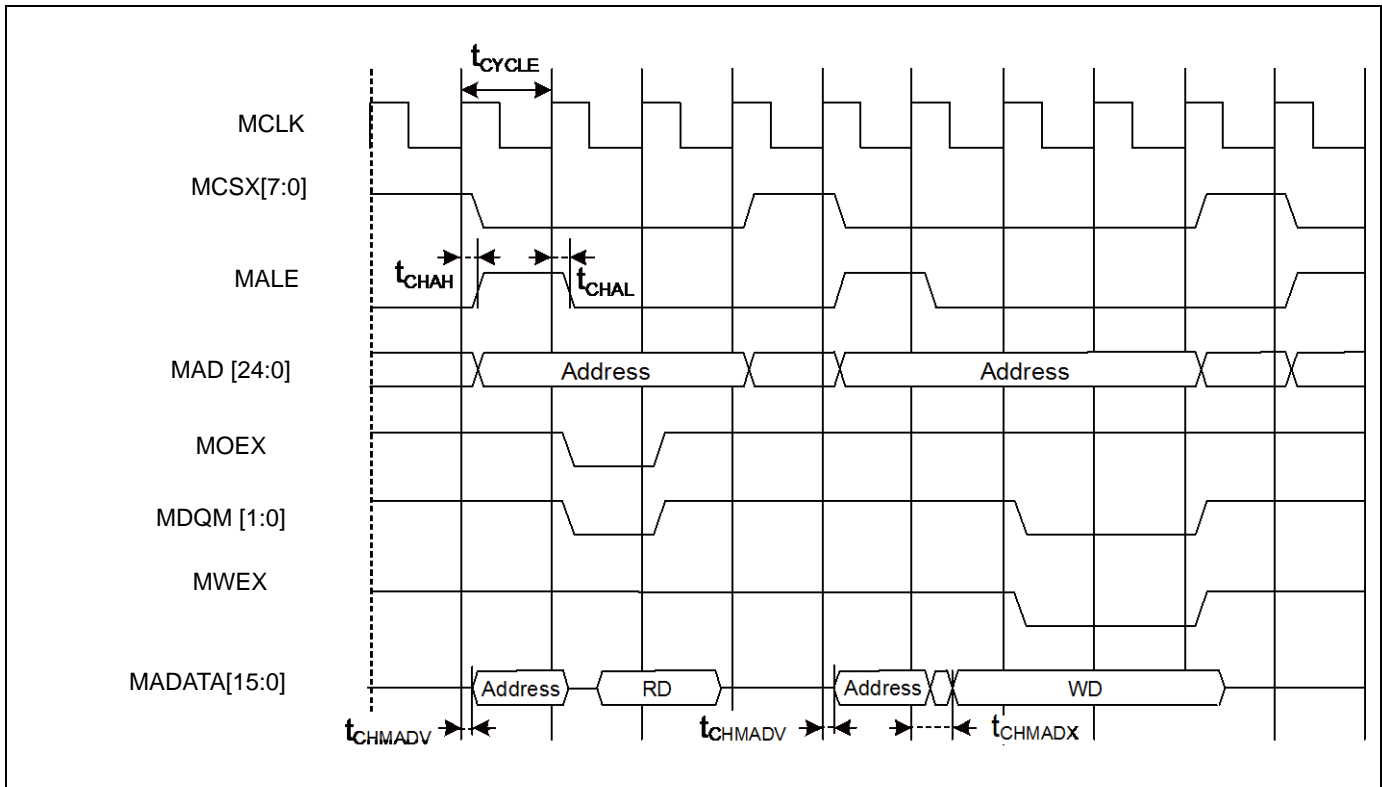 tCYCLE
MCLK
MCSX[7:0]
tCHAH
tCHAL
MALE
MAD [24:0]
Address
Address
MOEX
MDQM [1:0]
MWEX
MADATA[15:0]
Address
RD
Address
WD
tCHMADV
tCHMADV
tCHMADX